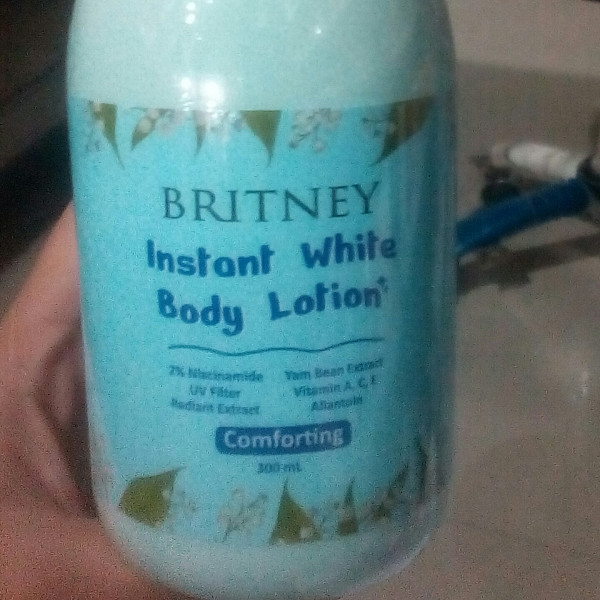 BRITNEY
Instant White
Body Lotion
2% Niacinamide
UV Filter
Radiant Extract
Yam Bean Extract
Vitamin A, C, E
Allantoin
Comforting
300 mL